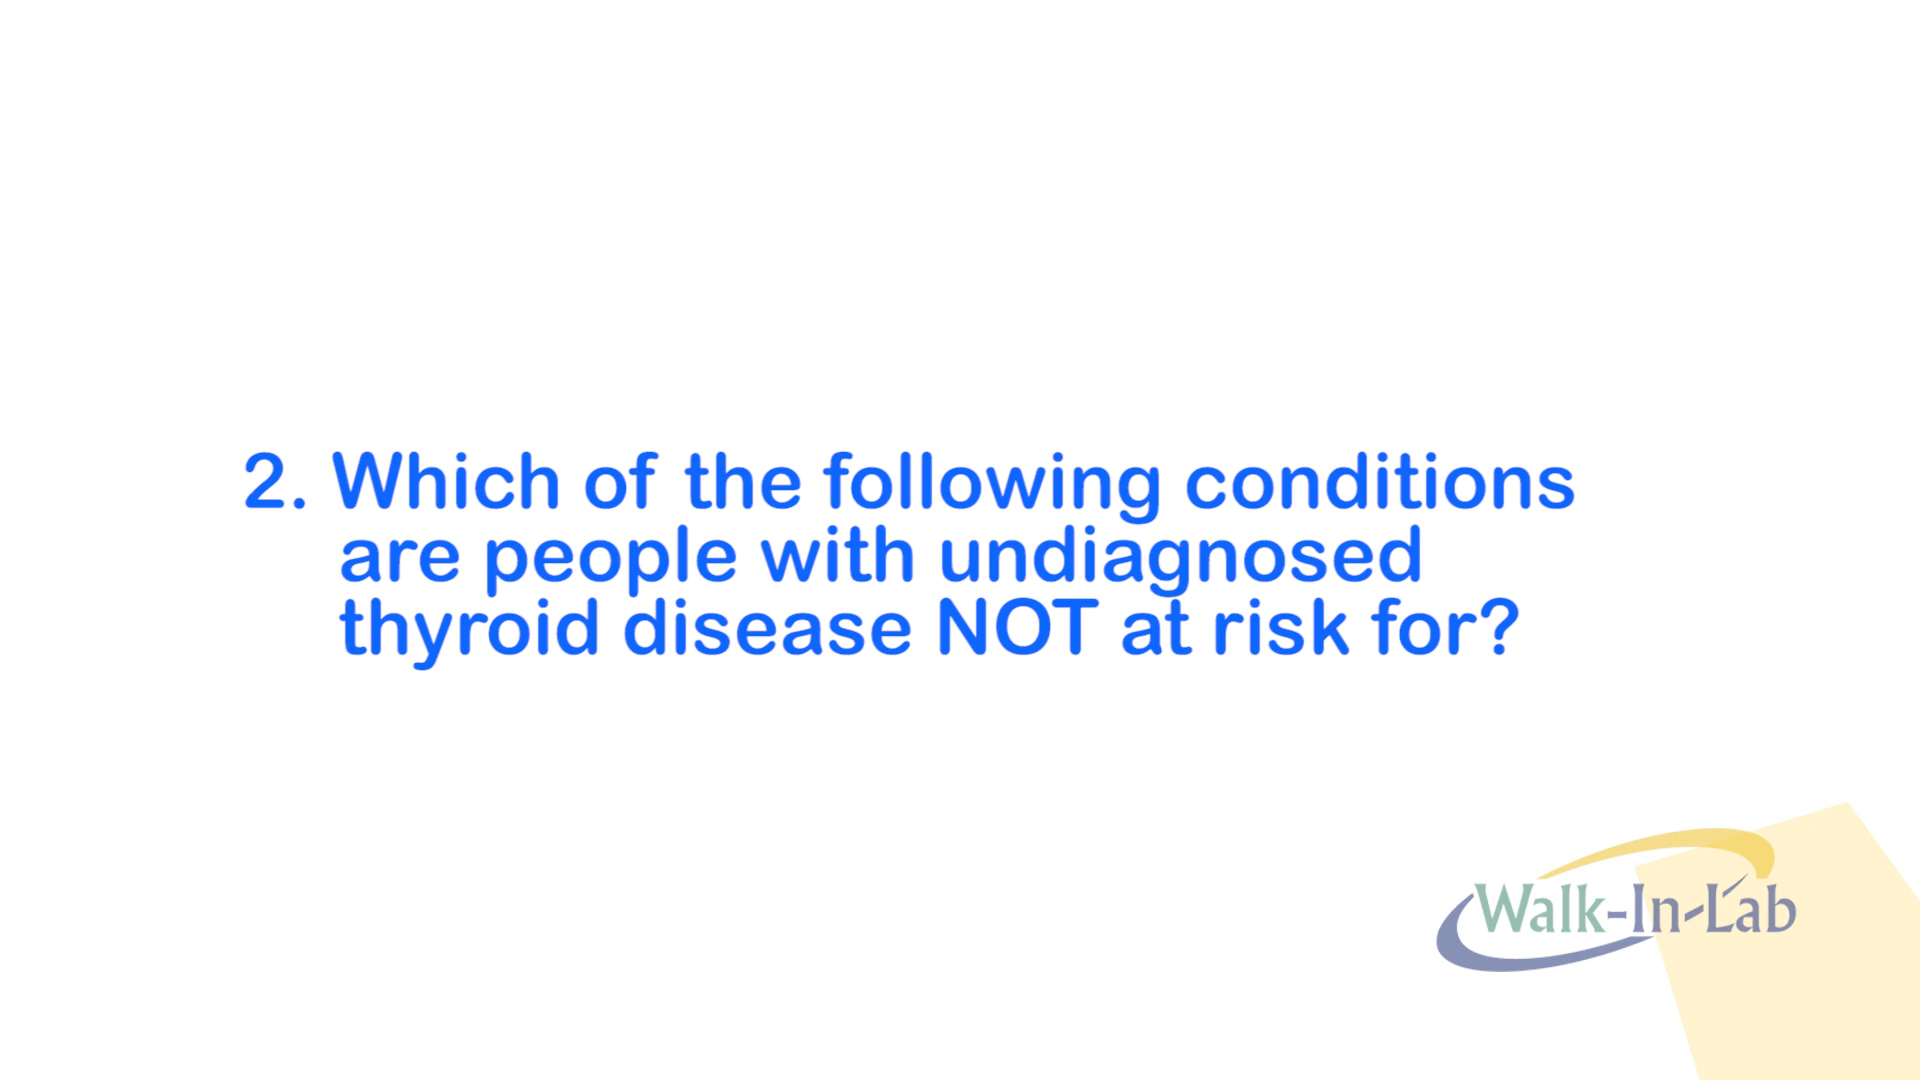 2. Which of the following conditions
are people with undiagnosed
thyroid disease NOT at risk for?
Walk-In-Lab